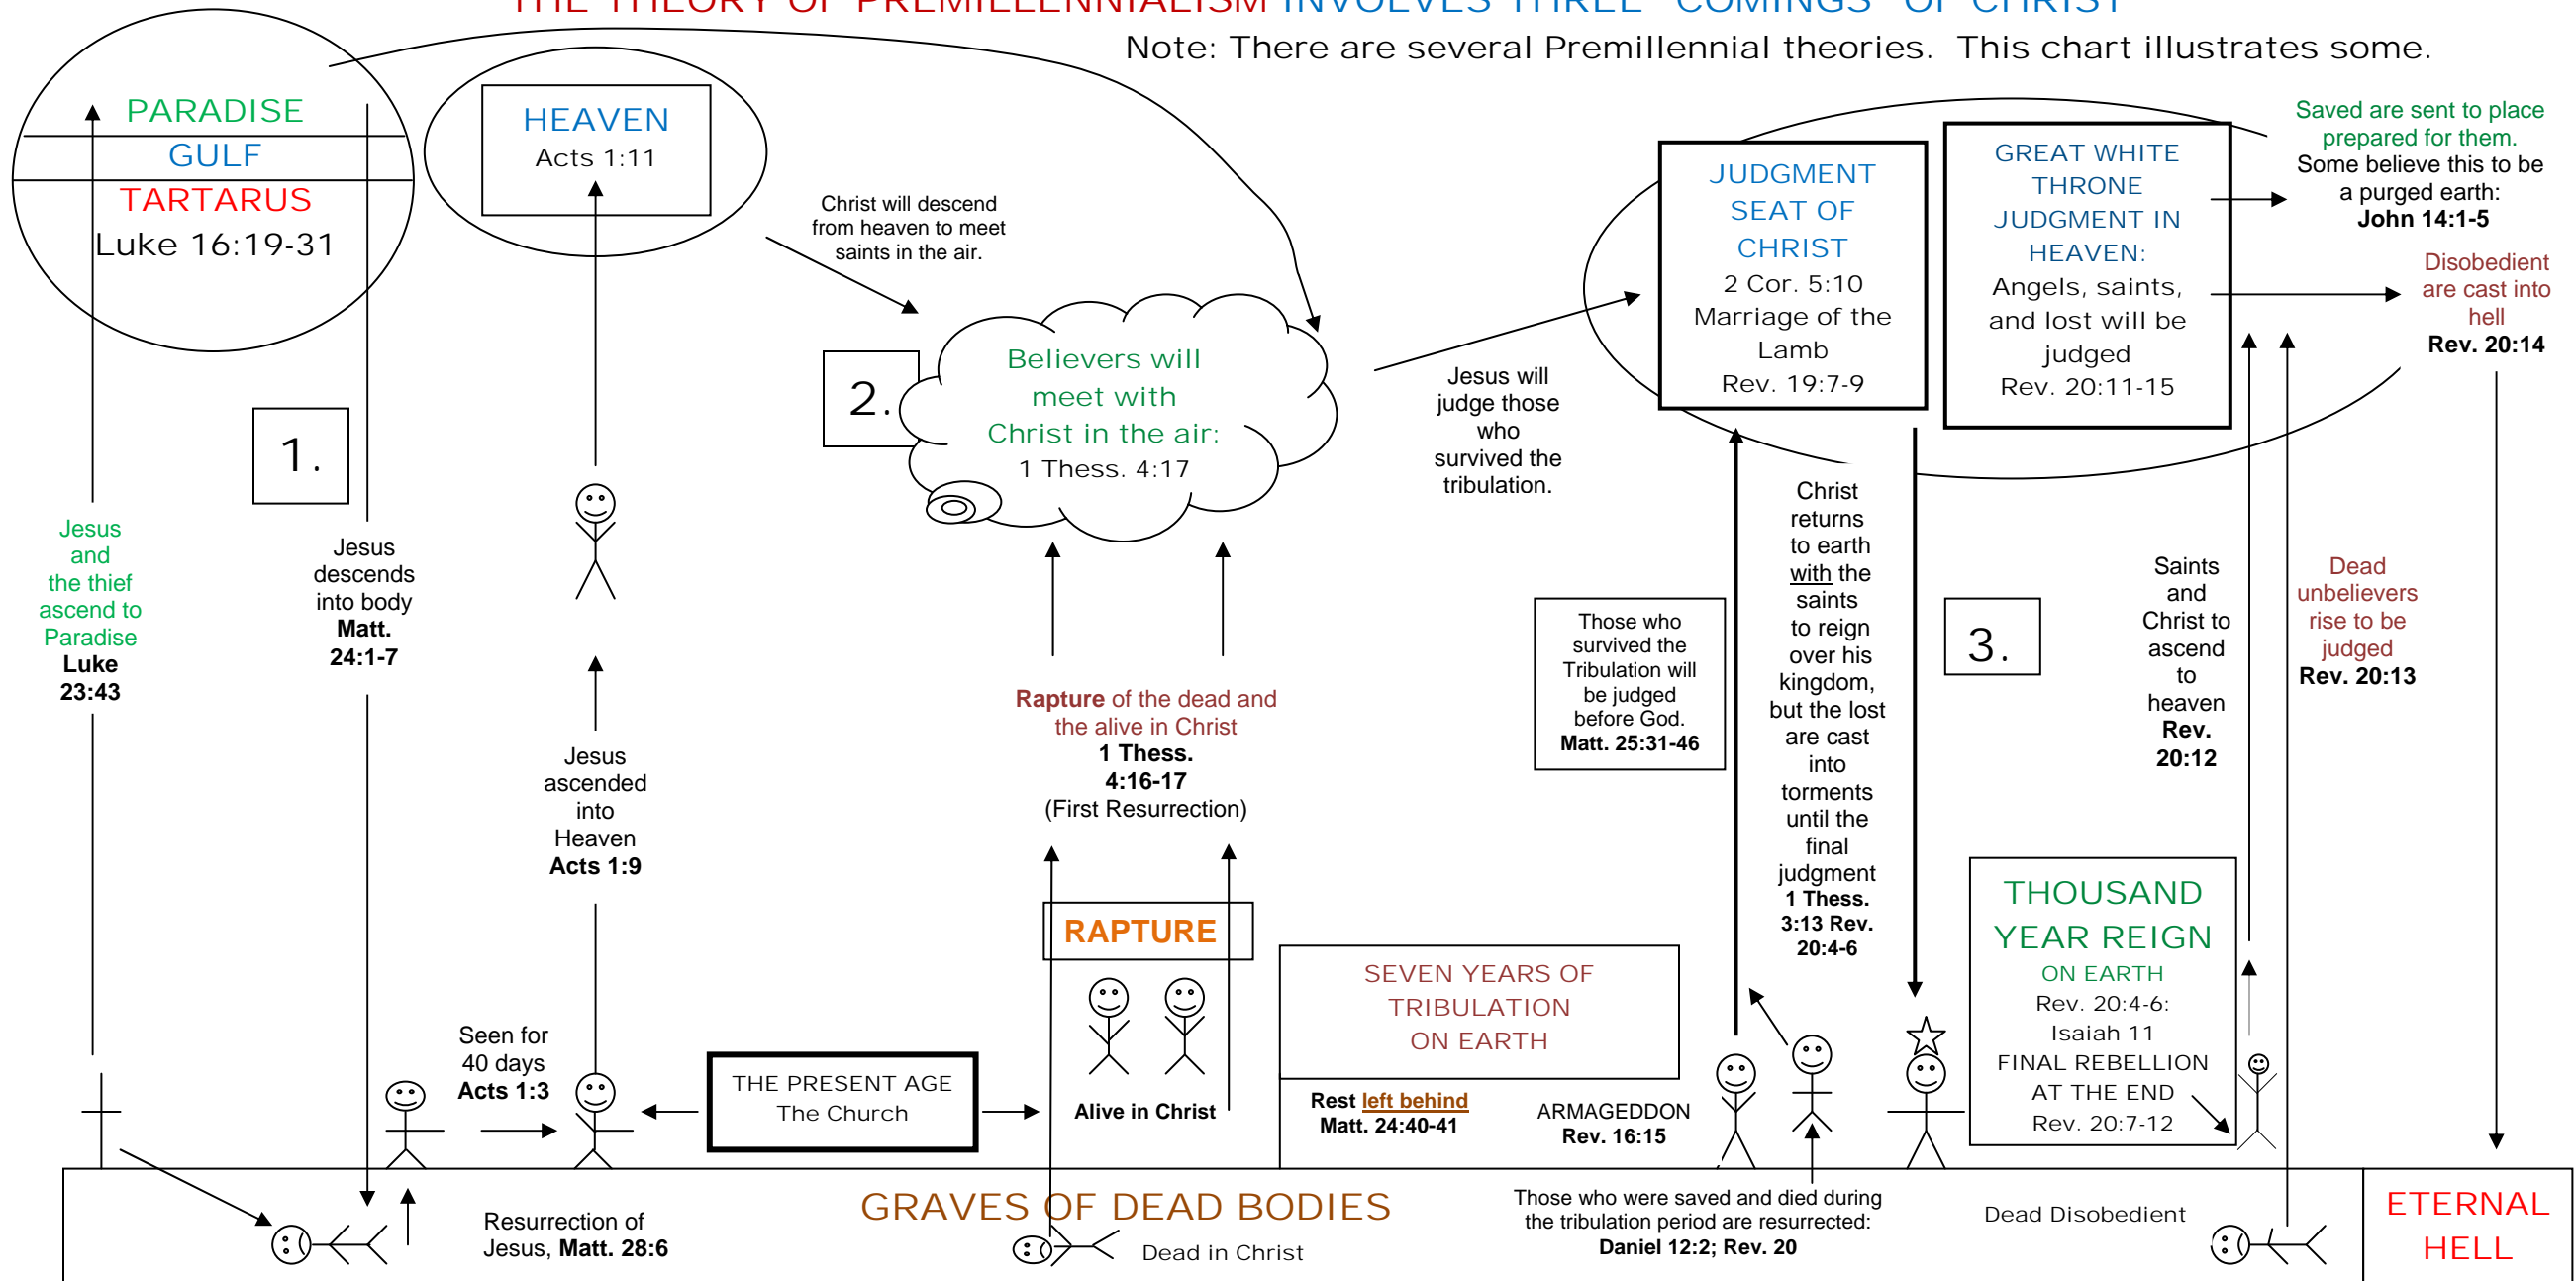 THE THEORY OF PREMILLENNIALISM INVOLVES THREE "COMINGS" OF CHRIST
Note: There are several Premillennial theories. This chart illustrates some.
PARADISE
GULF
TARTARUS
Luke 16:19-31
HEAVEN
Acts 1:11
Christ will descend
from heaven to meet
saints in the air.
JUDGMENT
SEAT OF
CHRIST
2 Cor. 5:10
Marriage of the
Lamb
Rev. 19:7-9
GREAT WHITE
THRONE
JUDGMENT IN
HEAVEN:
Angels, saints,
and lost will be
judged
Rev. 20:11-15
Saved are sent to place
prepared for them.
Some believe this to be
a purged earth:
John 14:1-5
Disobedient
are cast into
hell
Rev. 20:14
1.
2.
Believers will
meet with
Christ in the air:
1 Thess. 4:17
Jesus will
judge those
who
survived the
tribulation.
Jesus
and
the thief
ascend to
Paradise
Luke
23:43
Jesus
descends
into body
Matt.
24:1-7
Jesus
ascended
into
Heaven
Acts 1:9
Rapture of the dead and
the alive in Christ
1 Thess.
4:16-17
(First Resurrection)
Those who
survived the
Tribulation will
be judged
before God.
Matt. 25:31-46
Christ
returns
to earth
with the
saints
to reign
over his
kingdom,
but the lost
are cast
into
torments
until the
final
judgment
1 Thess.
3:13 Rev.
20:4-6
3.
Saints
and
Christ to
ascend
to
heaven
Rev.
20:12
Dead
unbelievers
rise to be
judged
Rev. 20:13
RAPTURE
Alive in Christ
SEVEN YEARS OF
TRIBULATION
ON EARTH
Rest left behind
Matt. 24:40-41
ARMAGEDDON
Rev. 16:15
THOUSAND
YEAR REIGN
ON EARTH
Rev. 20:4-6:
Isaiah 11
FINAL REBELLION
AT THE END
Rev. 20:7-12
Seen for
40 days
Acts 1:3
THE PRESENT AGE
The Church
Resurrection of
Jesus, Matt. 28:6
GRAVES OF DEAD BODIES
Dead in Christ
Those who were saved and died during
the tribulation period are resurrected:
Daniel 12:2; Rev. 20
Dead Disobedient
ETERNAL
HELL